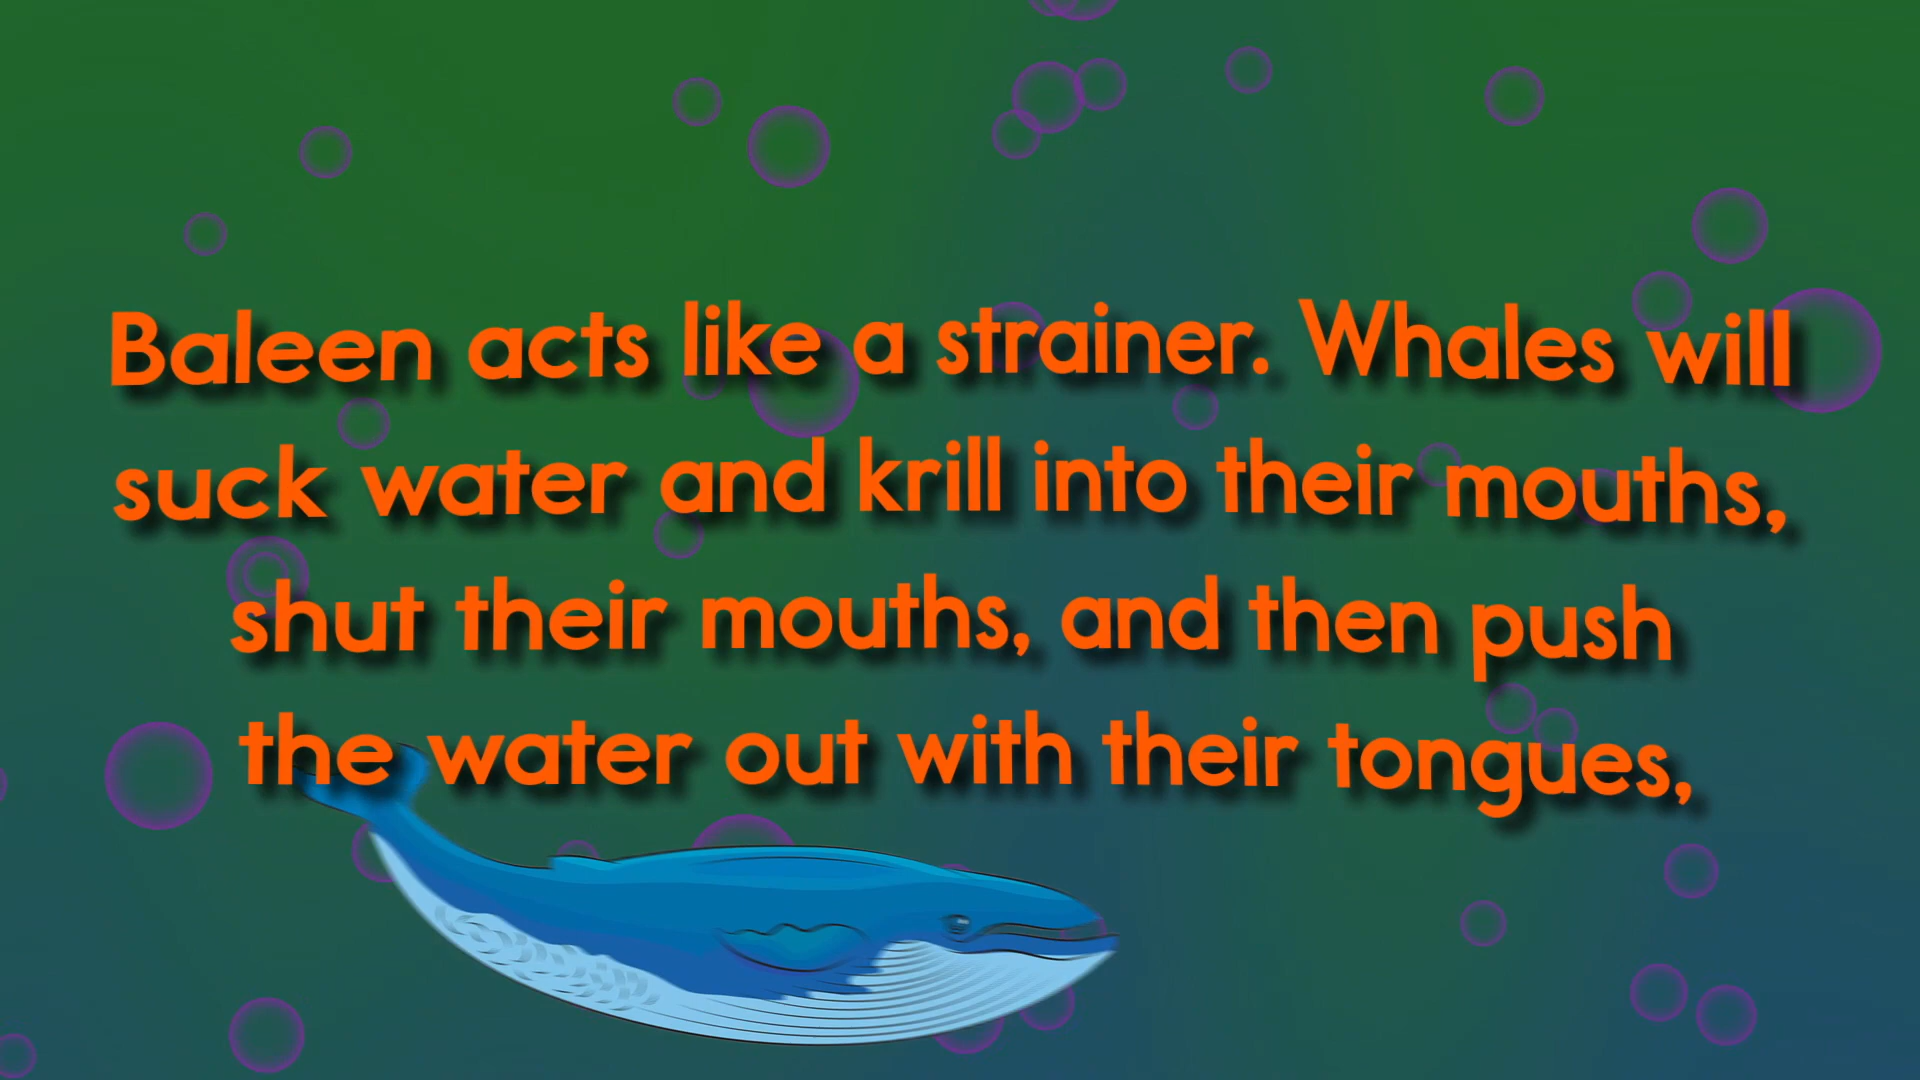 Baleen acts like a strainer. Whales will
suck water and krill into their mouths,
shut their mouths, and then push
the water out with their tongues,